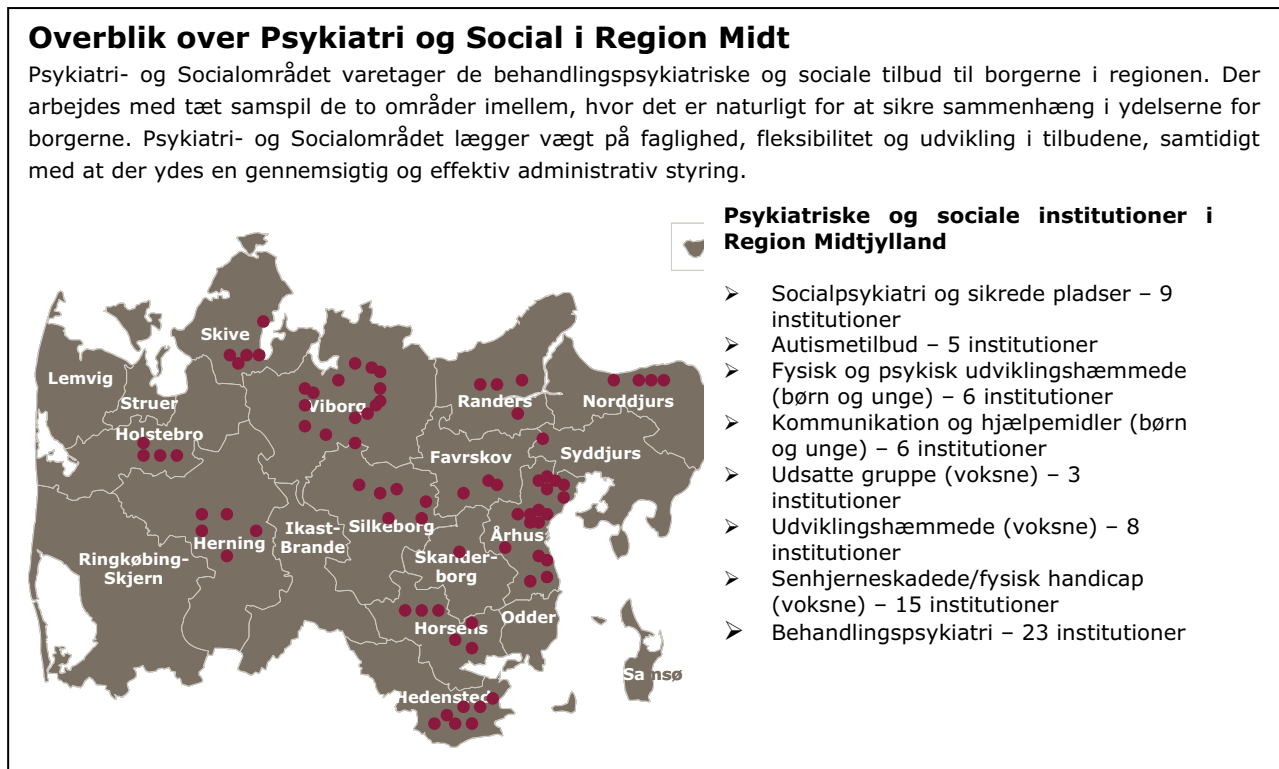 Overblik over Psykiatri og Social i Region Midt
Psykiatri- og Socialområdet varetager de behandlingspsykiatriske og sociale tilbud til borgerne i regionen. Der
arbejdes med tæt samspil de to områder imellem, hvor det er naturligt for at sikre sammenhæng i ydelserne for
borgerne. Psykiatri- og Socialområdet lægger vægt på faglighed, fleksibilitet og udvikling i tilbudene, samtidigt
med at der ydes en gennemsigtig og effektiv administrativ styring.
Psykiatriske og sociale institutioner i
Region Midtjylland
➢ Socialpsykiatri og sikrede pladser – 9
institutioner
➢ Autismetilbud – 5 institutioner
➢ Fysisk og psykisk udviklingshæmmede
(børn og unge) – 6 institutioner
➢ Kommunikation og hjælpemidler (børn
og unge) – 6 institutioner
➢ Udsatte gruppe (voksne) – 3
institutioner
➢ Udviklingshæmmede (voksne) – 8
institutioner
➢ Senhjerneskadede/fysisk handicap
(voksne) – 15 institutioner
➢ Behandlingspsykiatri – 23 institutioner
Skive
Lemvig
Struer
Viborg
Randers
Norddjurs
Holstebro
Favrskov
Syddjurs
Ikast-
Brande
Silkeborg
Århus
Herning
Ringkøbing-
Skjern
Skander-
borg
Odder
Horsens
Samsø
Hedensted